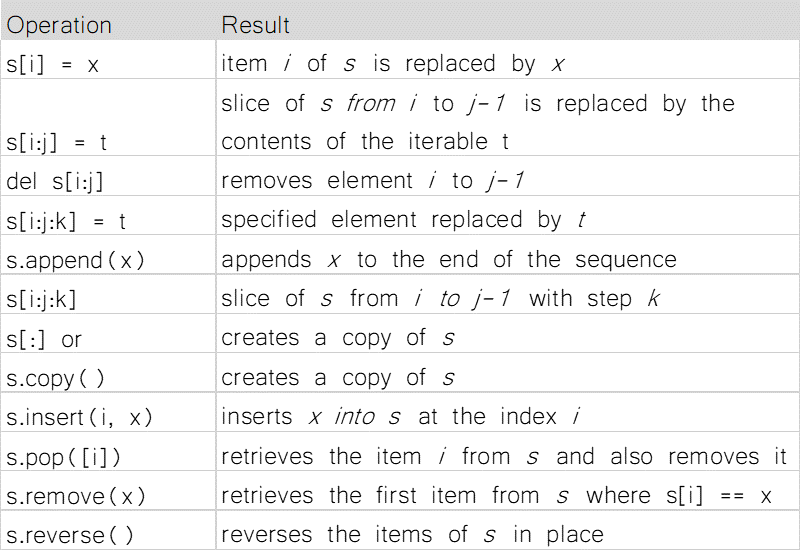 Operation Result
s[i] = x item i of s is replaced by x
slice of s from i to j-1 is replaced by the
s[i:j] = t contents of the iterable t
del s[i:j] removes element i to j-1
s[i:j:k] = t specified element replaced by t
s.append(x) appends x to the end of the sequence
s[i:j:k] slice of s from i to j-1 with step k
s[:] or creates a copy of s
s.copy() creates a copy of s
s.insert(i, x) inserts x into s at the index i
s.pop([i]) retrieves the item i from s and also removes it
s.remove(x) retrieves the first item from s where s[i] == x
s.reverse() reverses the items of s in place